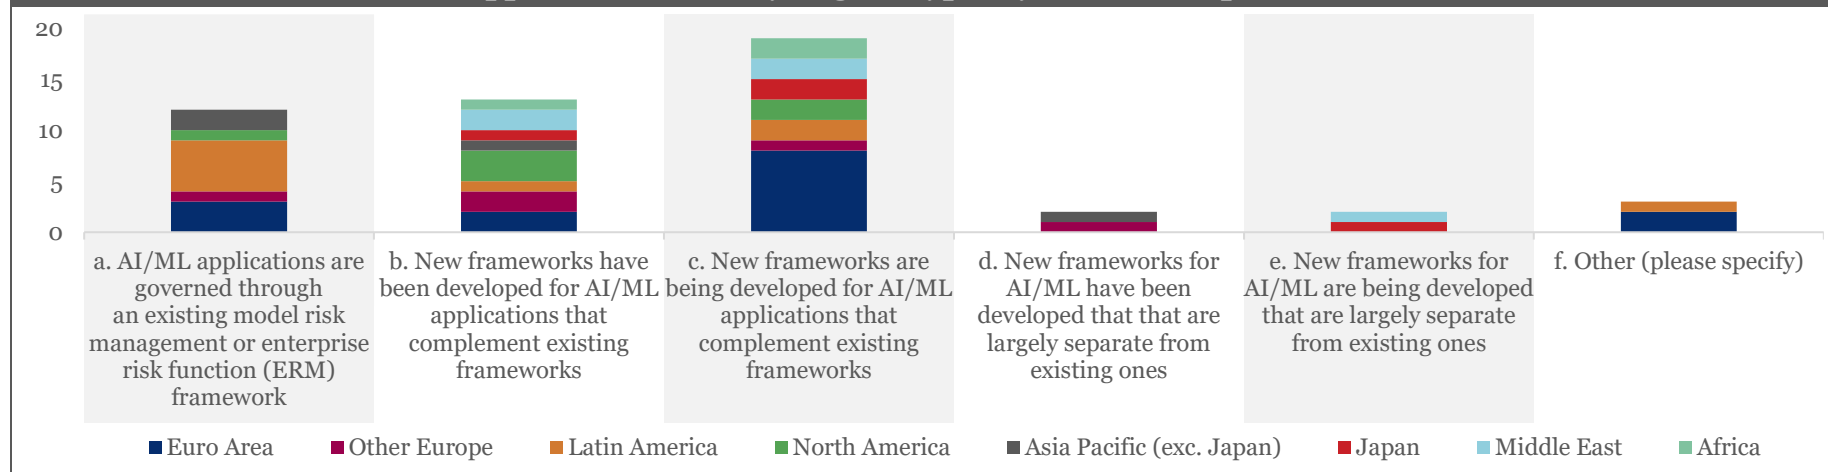 20
15
10
5
0
a. AI/ML applications are
governed through
an existing model risk
management or enterprise
risk function (ERM)
framework
b. New frameworks have
been developed for AI/ML
applications that
complement existing
frameworks
c. New frameworks are
being developed for AI/ML
applications that
complement existing
frameworks
d. New frameworks for
AI/ML have been
developed that that are
largely separate from
existing ones
e. New frameworks for
AI/ML are being developed
that are largely separate
from existing ones
f. Other (please specify)
Euro Area Other Europe Latin America North America Asia Pacific (exc. Japan) Japan Middle East Africa